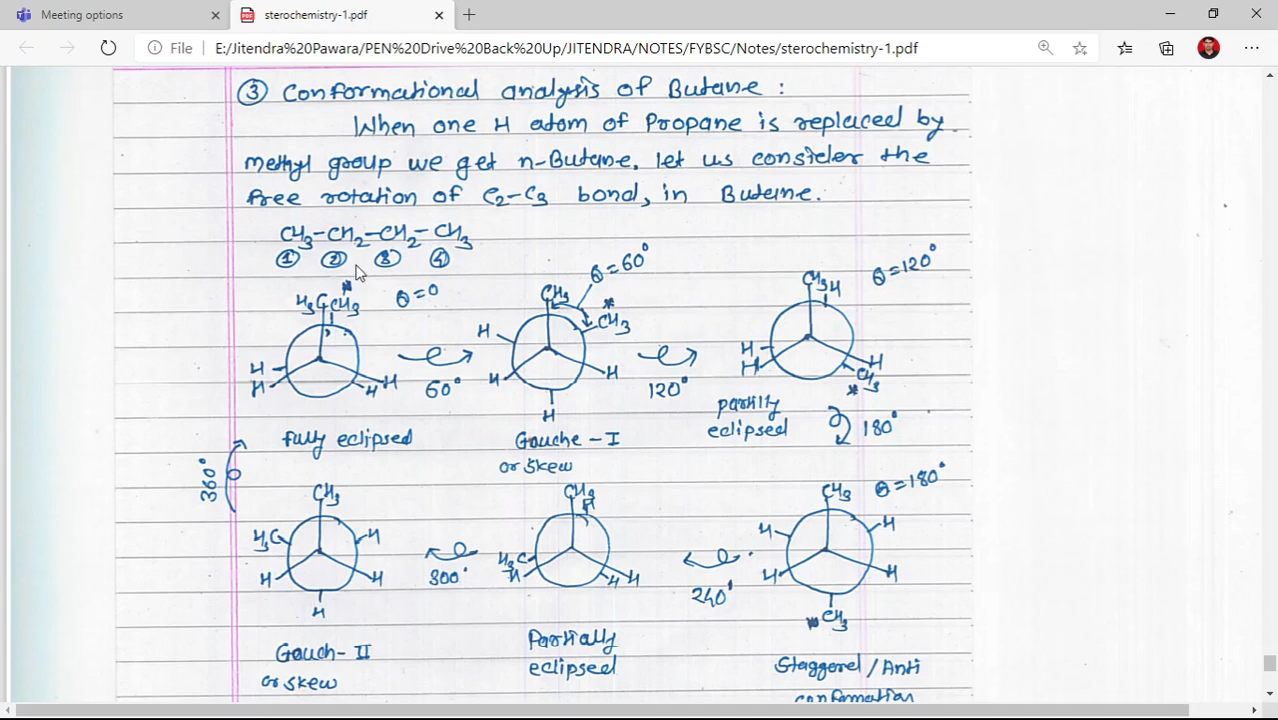 Meeting options
sterochemistry-1.pdf
File E:/Jitendra%20Pawara/PEN%20Drive%20Back%20Up/JITENDRA/NOTES/FYBSC/Notes/sterochemistry-1.pdf
③ Conformational analysis of Butane :
When one H atom of Propane is replaced by
methyl group we get n-Butane. let us consider the
free rotation of C2-C3 bond, in Butane.
CH3-CH2-CH2-CH3
① ② ③ ④
H3C CH3 * θ=0
H H H H
fully eclipsed
60°
CH3 θ=60° * CH3
H H H H
Gauche-I
or skew
120°
CH3 H θ=120°
H H H CH3 *
partilly
eclipsed
180°
360°
CH3 θ=180°
H H H H
* CH3
Staggered/Anti
conformation
240°
CH3 H
H3C H H H
Partially
eclipsed
300°
CH3
H3C H H H
H
Gauch-II
or skew